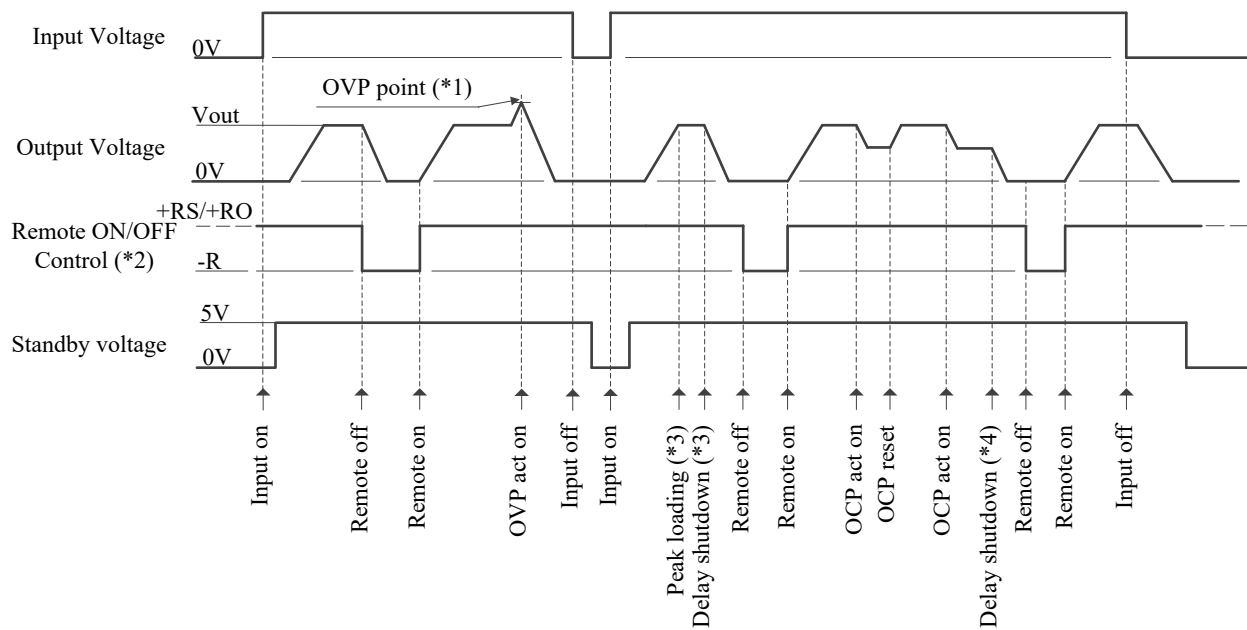 Input Voltage
0V
OVP point (*1)
Vout
Output Voltage
0V
+RS/+RO
Remote ON/OFF
Control (*2)
-R
5V
Standby voltage
0V
Input on
Remote off
Remote on
OVP act on
Input off
Input on
Peak loading (*3)
Delay shutdown (*3)
Remote off
Remote on
OCP act on
OCP reset
OCP act on
Delay shutdown (*4)
Remote off
Remote on
Input off